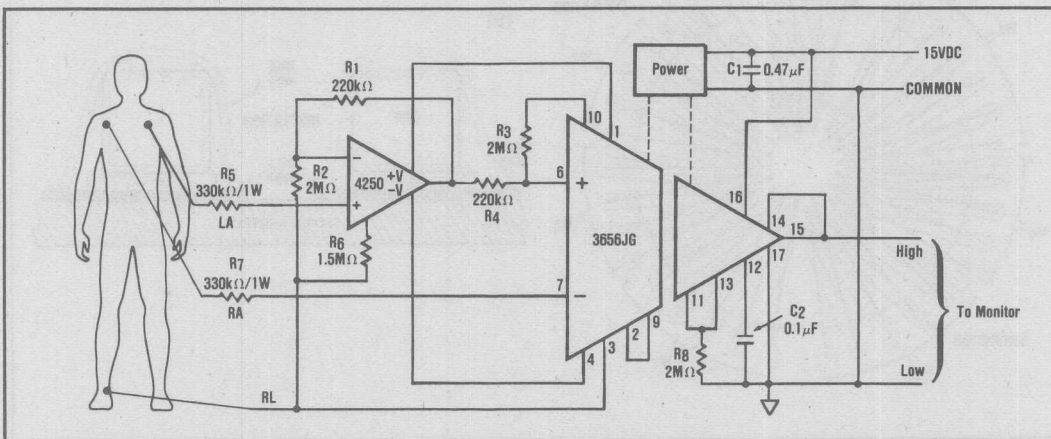 15VDC
Power
C1 0.47μF
COMMON
R1
220kΩ
R3
2MΩ
10
1
R2
2MΩ
−
+V
4250
−V
+
R5
330kΩ/1W
LA
R6
1.5MΩ
220kΩ
R4
6
+
3656JG
16
14
15
17
High
R7
330kΩ/1W
RA
7
−
12
13
11
To Monitor
C2
0.1μF
R8
2MΩ
9
2
3
4
Low
RL